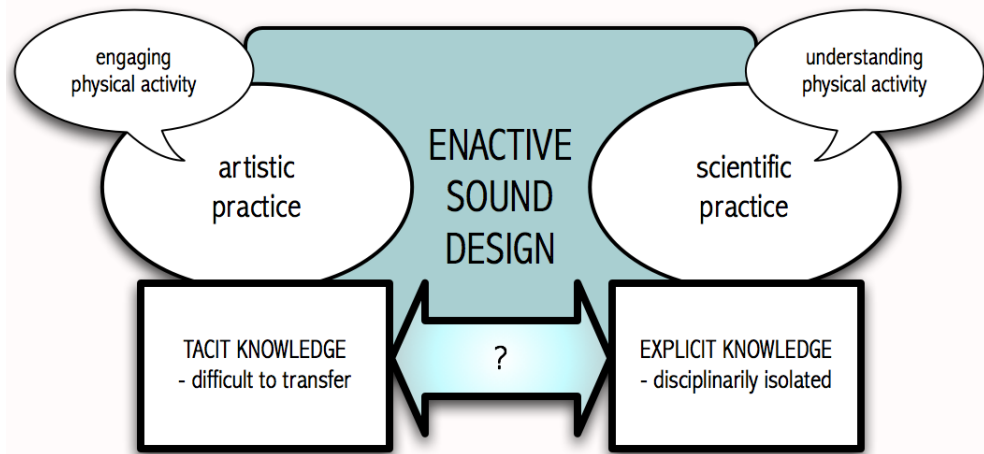 engaging
physical activity
understanding
physical activity
artistic
practice
ENACTIVE
SOUND
DESIGN
scientific
practice
TACIT KNOWLEDGE
- difficult to transfer
?
EXPLICIT KNOWLEDGE
- disciplinarily isolated